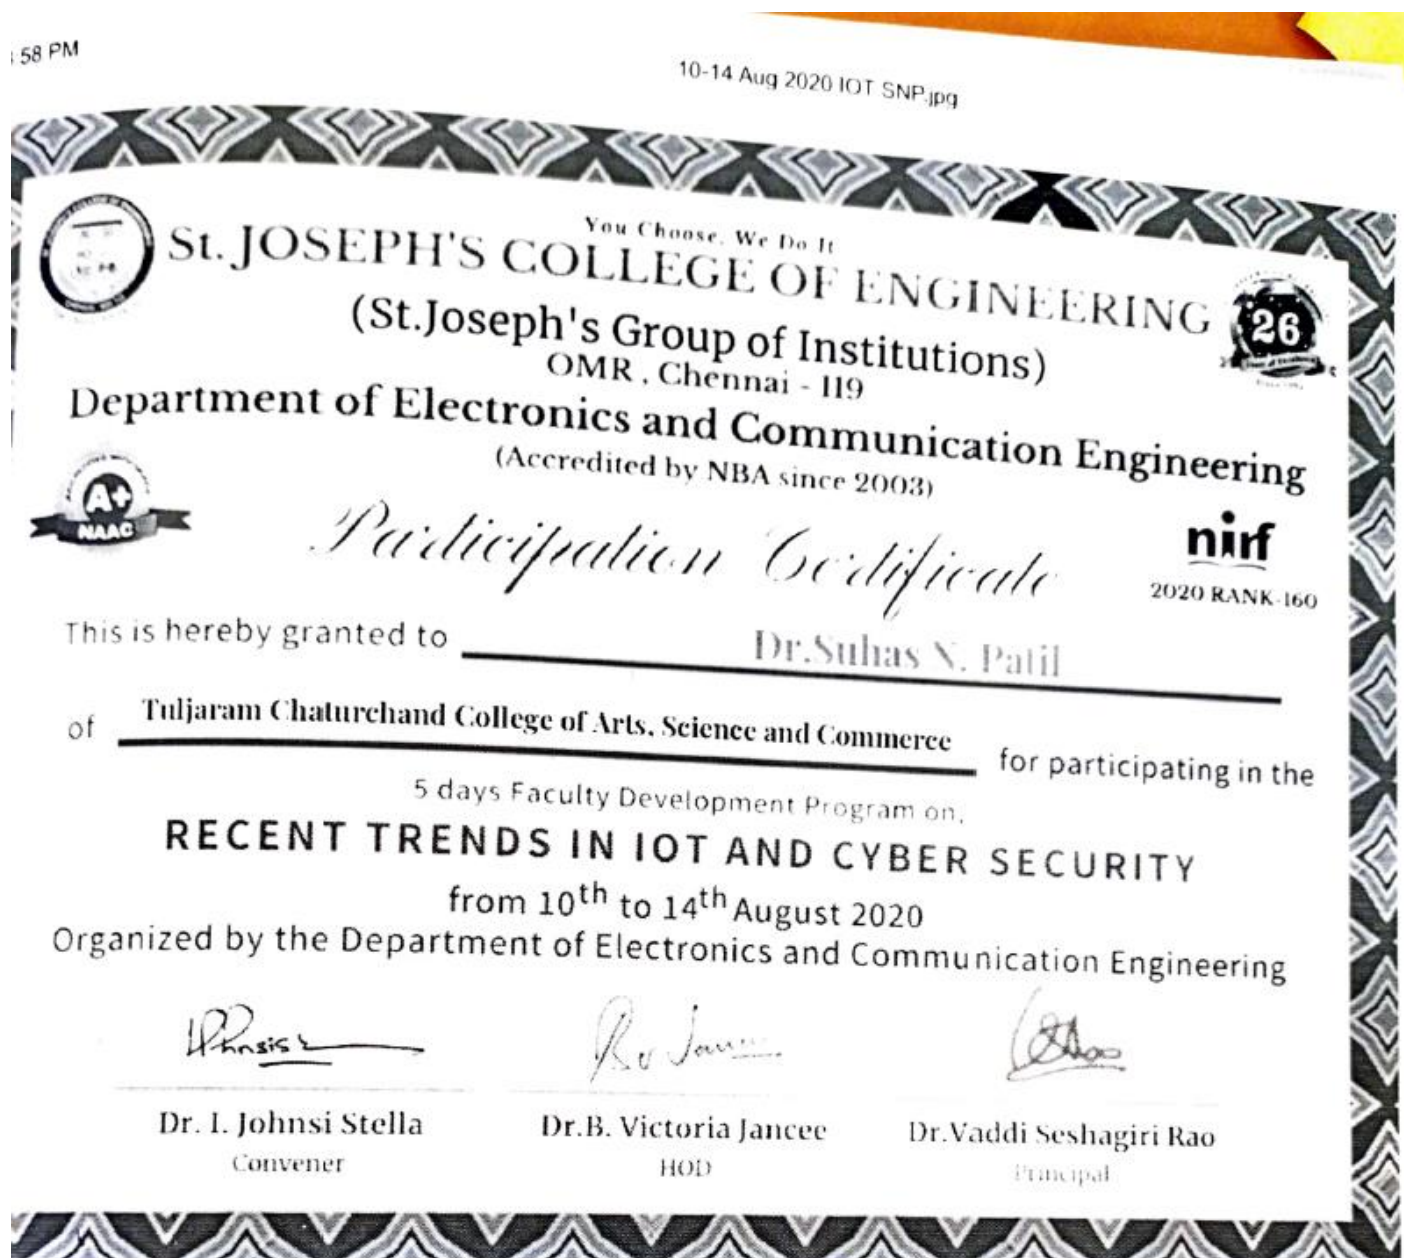 58 PM
10-14 Aug 2020 IOT SNP.jpg
You Choose, We Do It
St. JOSEPH'S COLLEGE OF ENGINEERING
(St.Joseph's Group of Institutions)
26
OMR , Chennai - 119
Department of Electronics and Communication Engineering
(Accredited by NBA since 2003)
A+
NAAC
Participation Certificate
nirf
2020 RANK-160
This is hereby granted to Dr.Suhas N. Patil
of Tuljaram Chaturchand College of Arts, Science and Commerce for participating in the
5 days Faculty Development Program on,
RECENT TRENDS IN IOT AND CYBER SECURITY
from 10th to 14th August 2020
Organized by the Department of Electronics and Communication Engineering
Dr. I. Johnsi Stella Dr.B. Victoria Jancee Dr.Vaddi Seshagiri Rao
Convener HOD Principal